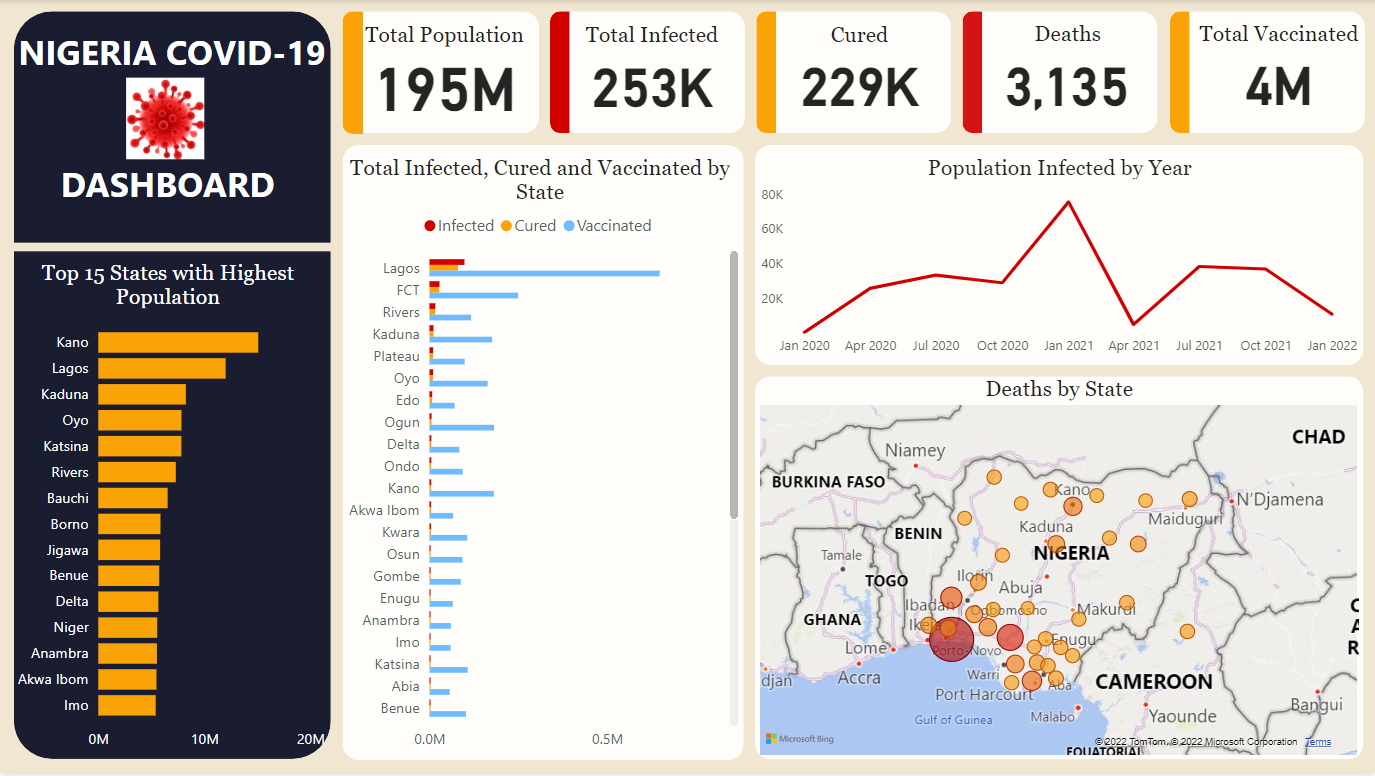 NIGERIA COVID-19
DASHBOARD
Total Population
195M
Total Infected
253K
Cured
229K
Deaths
3,135
Total Vaccinated
4M
Top 15 States with Highest
Population
Kano
Lagos
Kaduna
Oyo
Katsina
Rivers
Bauchi
Borno
Jigawa
Benue
Delta
Niger
Anambra
Akwa Ibom
Imo
0M 10M 20M
Total Infected, Cured and Vaccinated by
State
Infected Cured Vaccinated
Lagos
FCT
Rivers
Kaduna
Plateau
Oyo
Edo
Ogun
Delta
Ondo
Kano
Akwa Ibom
Kwara
Osun
Gombe
Enugu
Anambra
Imo
Katsina
Abia
Benue
0.0M 0.5M
Population Infected by Year
80K
60K
40K
20K
Jan 2020 Apr 2020 Jul 2020 Oct 2020 Jan 2021 Apr 2021 Jul 2021 Oct 2021 Jan 2022
Deaths by State
CHAD
Niamey
BURKINA FASO
Kano
N'Djamena
Maiduguri
Kaduna
BENIN
NIGERIA
Tamale
TOGO
Ilorin
Abuja
Ibadan
Ogbomosho
Makurdi
GHANA
Ike
Enugu
Lome
Porto-Novo
Accra
Warri
Aba
djan
CAMEROON
Port Harcourt
Bangui
Gulf of Guinea
Malabo
Yaounde
Microsoft Bing
© 2022 TomTom, © 2022 Microsoft Corporation Terms
EQUATORIAL
C
A
R